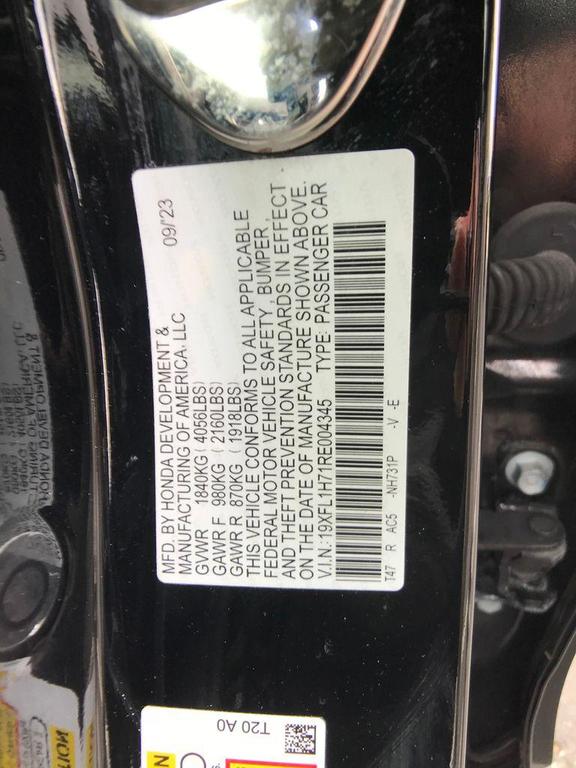 MFD. BY HONDA DEVELOPMENT & 09/'23
MANUFACTURING OF AMERICA, LLC
GVWR 1840KG ( 4056LBS)
GAWR F 980KG ( 2160LBS)
GAWR R 870KG ( 1918LBS)
THIS VEHICLE CONFORMS TO ALL APPLICABLE
FEDERAL MOTOR VEHICLE SAFETY, BUMPER,
AND THEFT PREVENTION STANDARDS IN EFFECT
ON THE DATE OF MANUFACTURE SHOWN ABOVE.
V.I.N.:19XFL1H71RE004345 TYPE: PASSENGER CAR
T47 R AC5 -NH731P -V -E
T20 A0